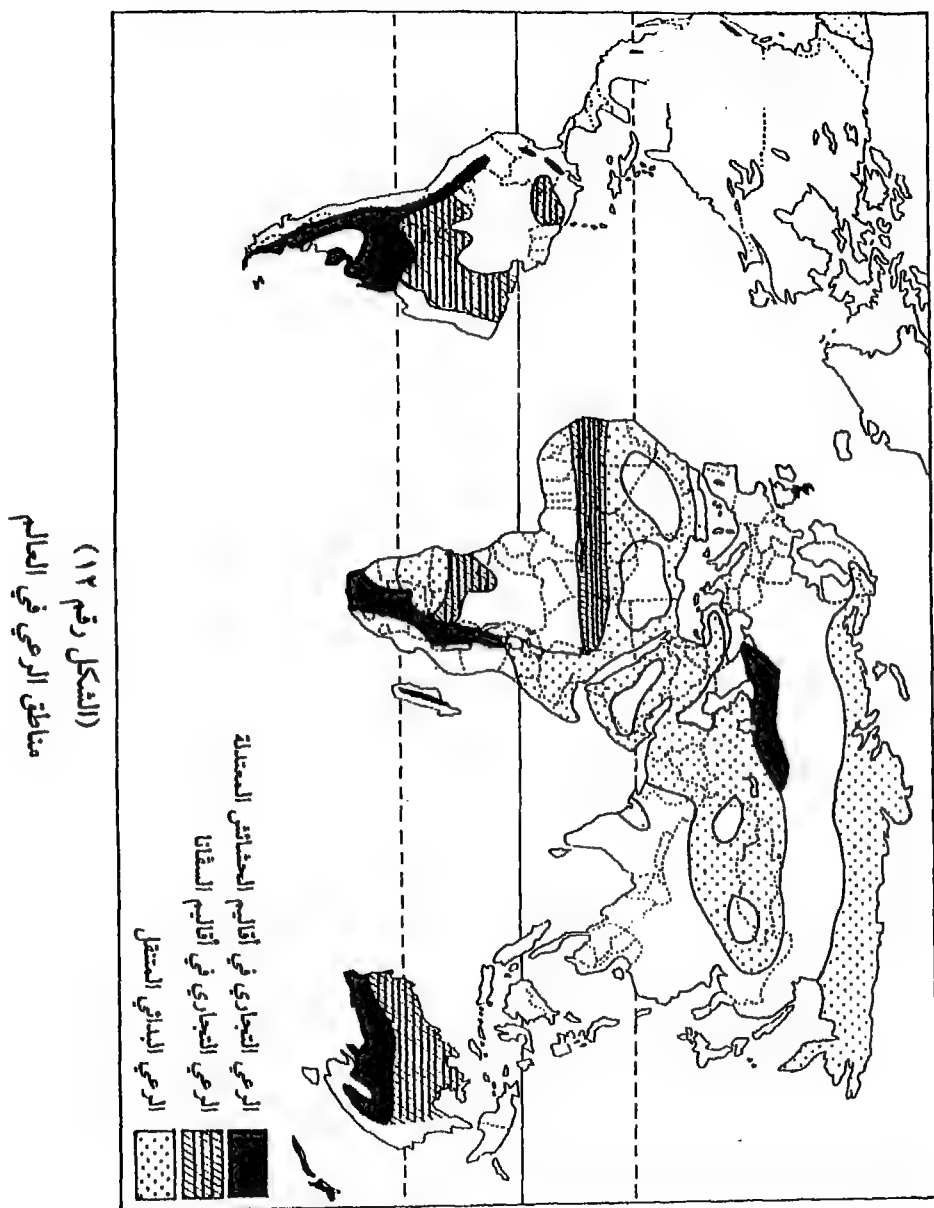 (الشكل رقم ١٢)
مناطق الرعي في العالم
الرعي التجاري في أقاليم الحشائش المعتدلة
الرعي التجاري في أقاليم السڤانا
الرعي البدائي المتنقل